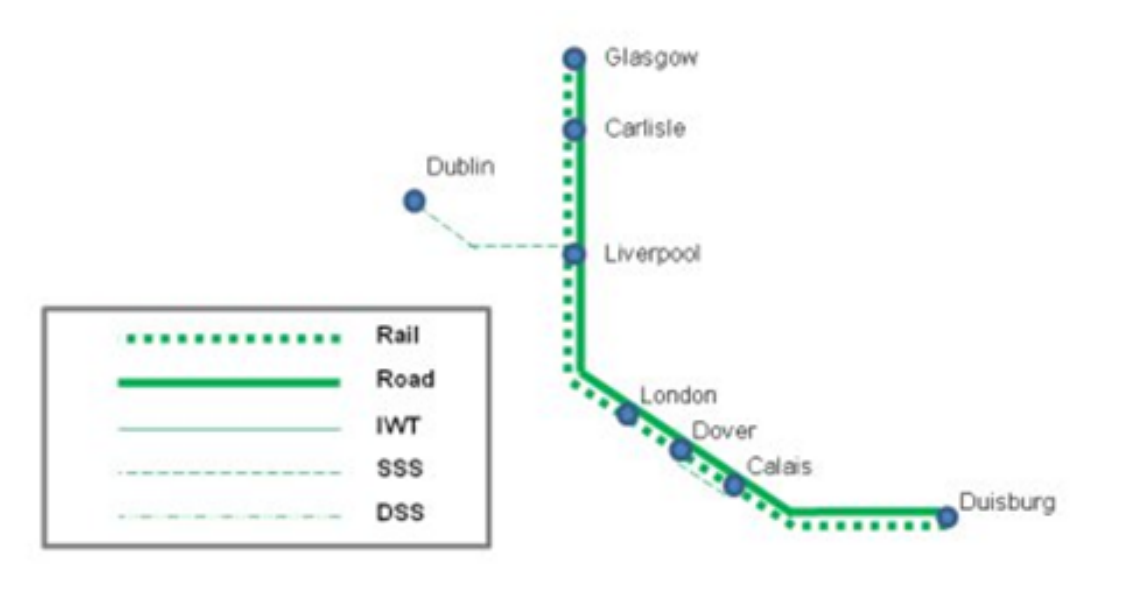 Glasgow
Carlisle
Dublin
Liverpool
Rail
Road
IWT
SSS
DSS
London
Dover
Calais
Duisburg